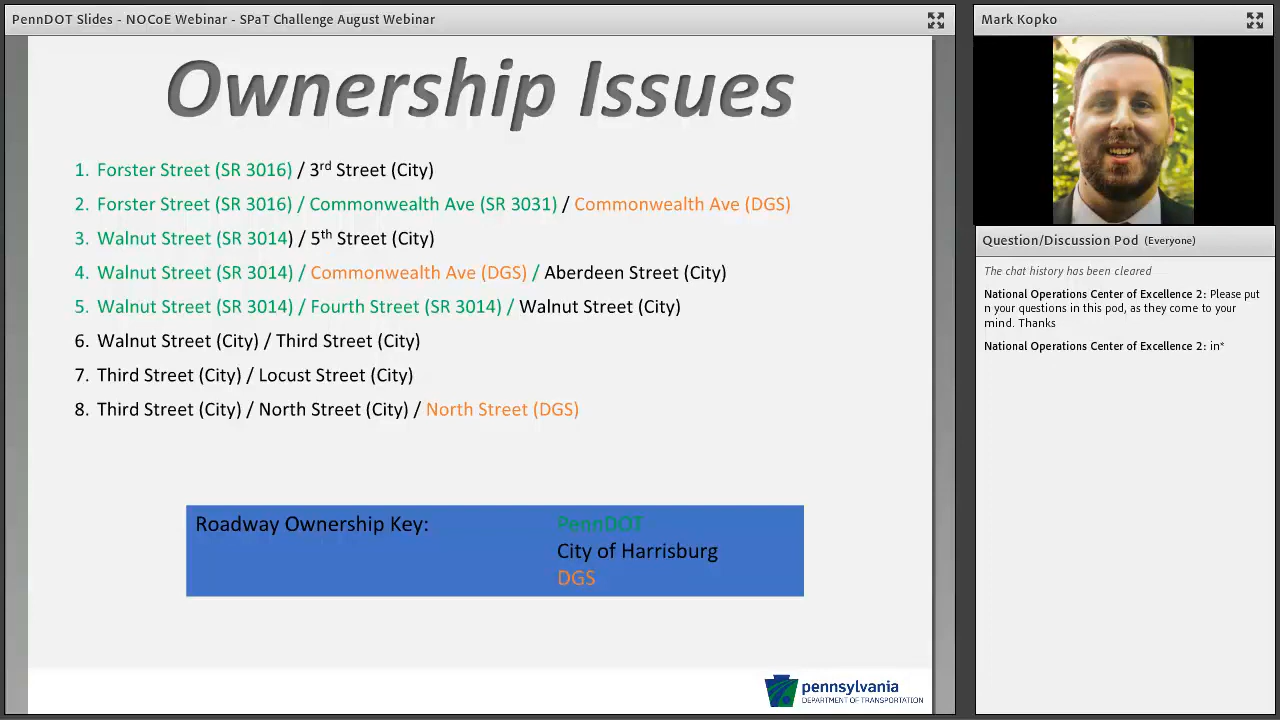 PennDOT Slides - NOCoE Webinar - SPaT Challenge August Webinar
Ownership Issues
1. Forster Street (SR 3016) / 3rd Street (City)
2. Forster Street (SR 3016) / Commonwealth Ave (SR 3031) / Commonwealth Ave (DGS)
3. Walnut Street (SR 3014) / 5th Street (City)
4. Walnut Street (SR 3014) / Commonwealth Ave (DGS) / Aberdeen Street (City)
5. Walnut Street (SR 3014) / Fourth Street (SR 3014) / Walnut Street (City)
6. Walnut Street (City) / Third Street (City)
7. Third Street (City) / Locust Street (City)
8. Third Street (City) / North Street (City) / North Street (DGS)
Roadway Ownership Key: PennDOT
City of Harrisburg
DGS
pennsylvania
DEPARTMENT OF TRANSPORTATION
Mark Kopko
Question/Discussion Pod (Everyone)
The chat history has been cleared
National Operations Center of Excellence 2: Please put
n your questions in this pod, as they come to your
mind. Thanks
National Operations Center of Excellence 2: in*